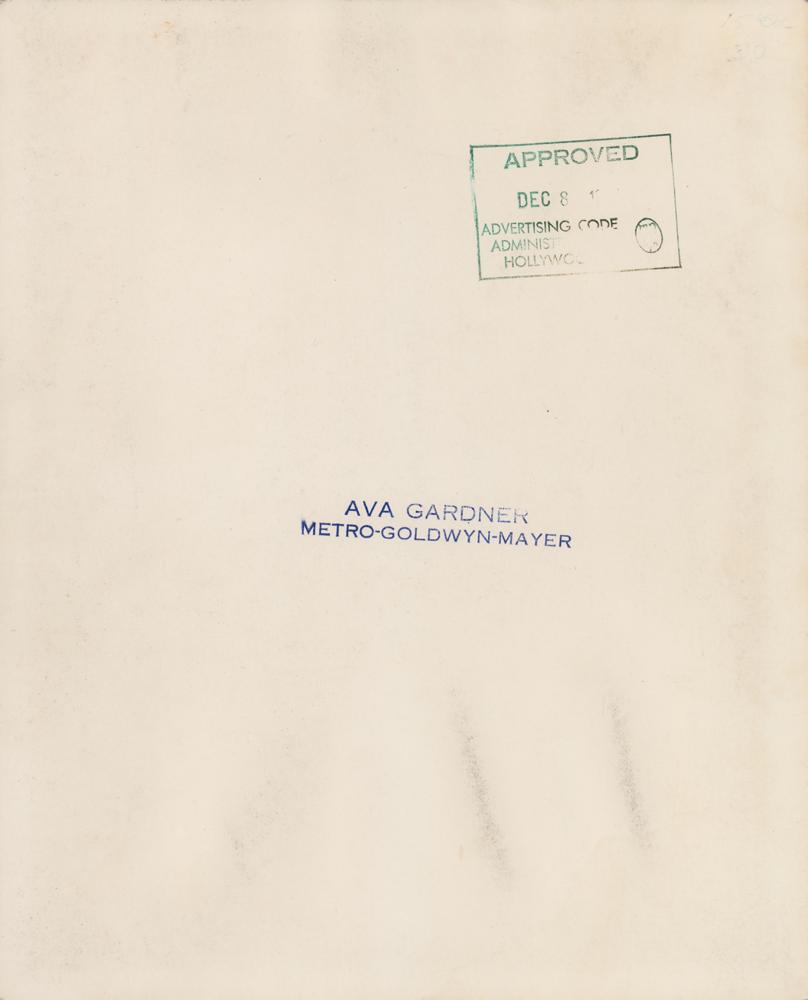 APPROVED
DEC 8
ADVERTISING CODE
AVA GARDNER
METRO-GOLDWYN-MAYER